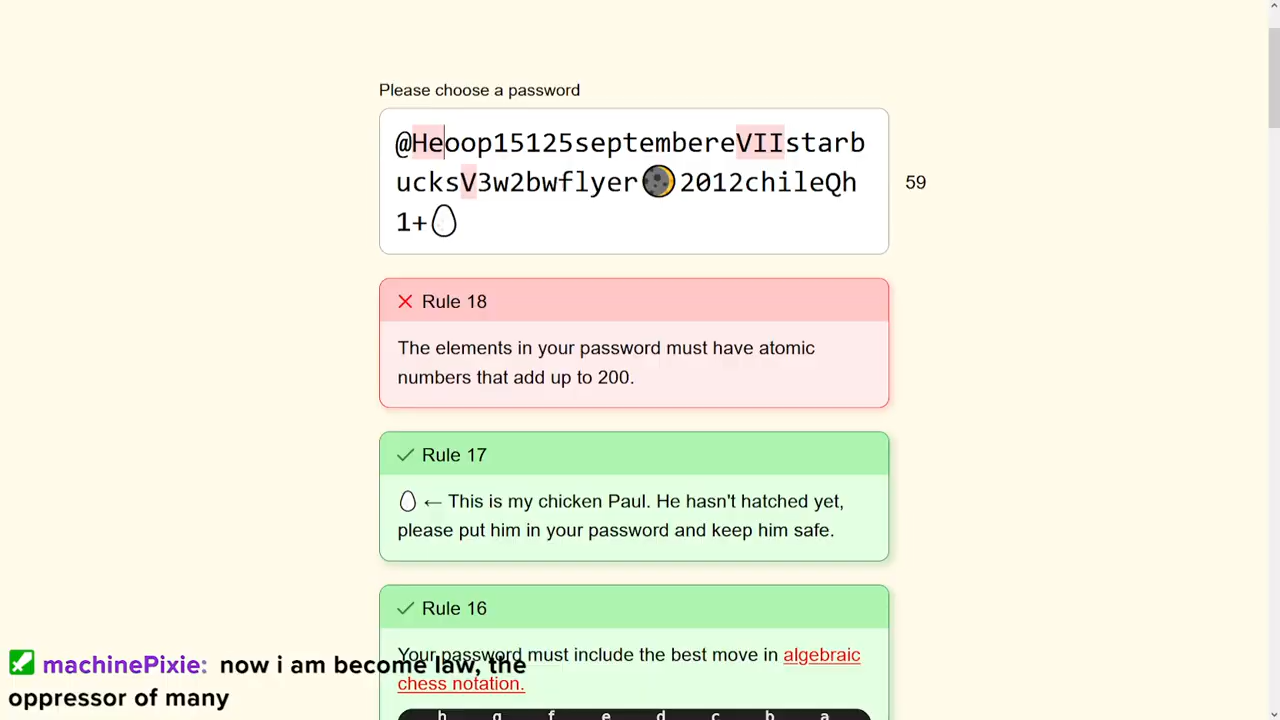 Please choose a password
@Heoop15125septembereVIIstarb
ucksV3w2bwflyer🌒2012chileQh
1+🥚
59
Rule 18
The elements in your password must have atomic
numbers that add up to 200.
Rule 17
🥚 ← This is my chicken Paul. He hasn't hatched yet,
please put him in your password and keep him safe.
Rule 16
Your password must include the best move in algebraic
chess notation.
h g f e d c b a
machinePixie: now i am become law, the
oppressor of many